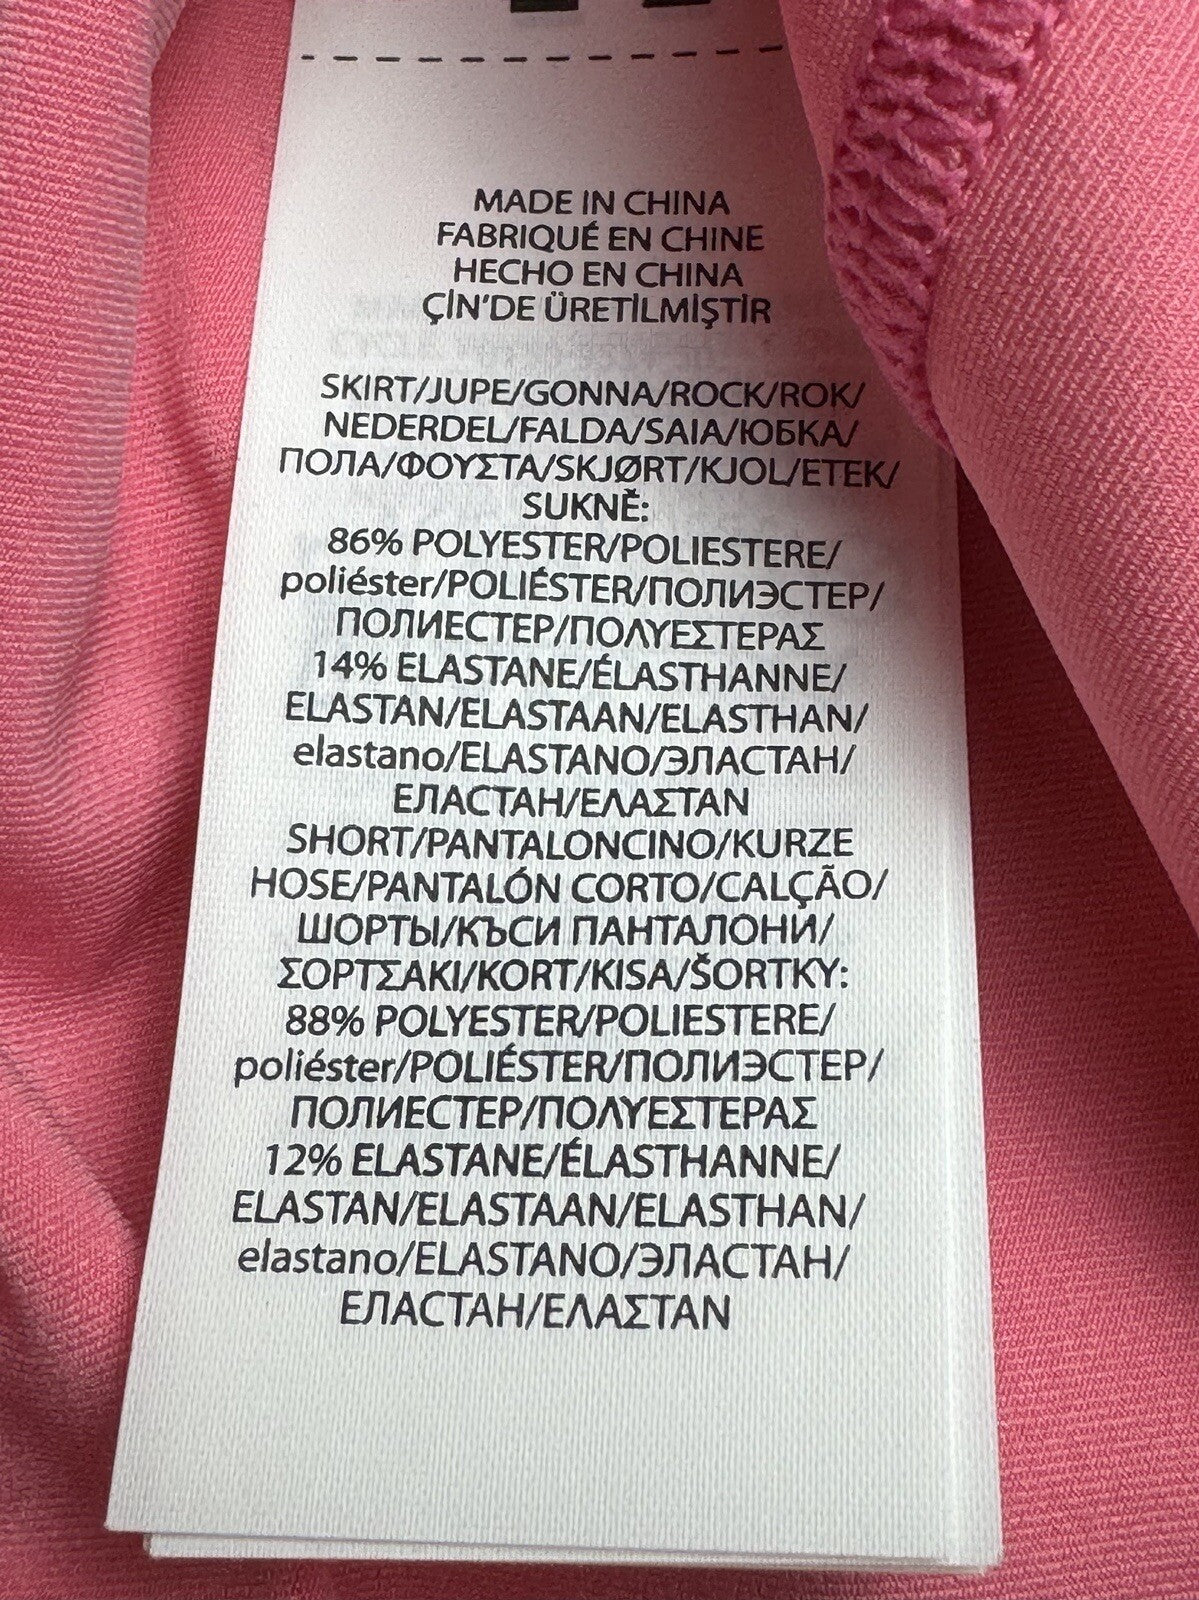 MADE IN CHINA
FABRIQUÉ EN CHINE
HECHO EN CHINA
ÇİN'DE ÜRETİLMİŞTİR
SKIRT/JUPE/GONNA/ROCK/ROK/
NEDERDEL/FALDA/SAIA/ЮБКА/
ПОЛА/ΦΟΥΣΤΑ/SKJØRT/KJOL/ETEK/
SUKNĚ:
86% POLYESTER/POLIESTERE/
poliéster/POLIÉSTER/ПОЛИЭСТЕР/
ПОЛИЕСТЕР/ΠΟΛΥΕΣΤΕΡΑΣ
14% ELASTANE/ÉLASTHANNE/
ELASTAN/ELASTAAN/ELASTHAN/
elastano/ELASTANO/ЭЛАСТАН/
ЕЛАСТАН/ΕΛΑΣΤΑΝ
SHORT/PANTALONCINO/KURZE
HOSE/PANTALÓN CORTO/CALÇÃO/
ШОРТЫ/КЪСИ ПАНТАЛОНИ/
ΣΟΡΤΣΑΚΙ/KORT/KISA/ŠORTKY:
88% POLYESTER/POLIESTERE/
poliéster/POLIÉSTER/ПОЛИЭСТЕР/
ПОЛИЕСТЕР/ΠΟΛΥΕΣΤΕΡΑΣ
12% ELASTANE/ÉLASTHANNE/
ELASTAN/ELASTAAN/ELASTHAN/
elastano/ELASTANO/ЭЛАСТАН/
ЕЛАСТАН/ΕΛΑΣΤΑΝ